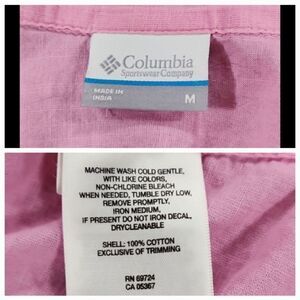 Columbia
Sportswear Company
MADE IN
INDIA
M
MACHINE WASH COLD GENTLE,
WITH LIKE COLORS,
NON-CHLORINE BLEACH
WHEN NEEDED, TUMBLE DRY LOW,
REMOVE PROMPTLY,
IRON MEDIUM,
IF PRESENT DO NOT IRON DECAL,
DRYCLEANABLE
SHELL: 100% COTTON
EXCLUSIVE OF TRIMMING
RN 69724
CA 05367